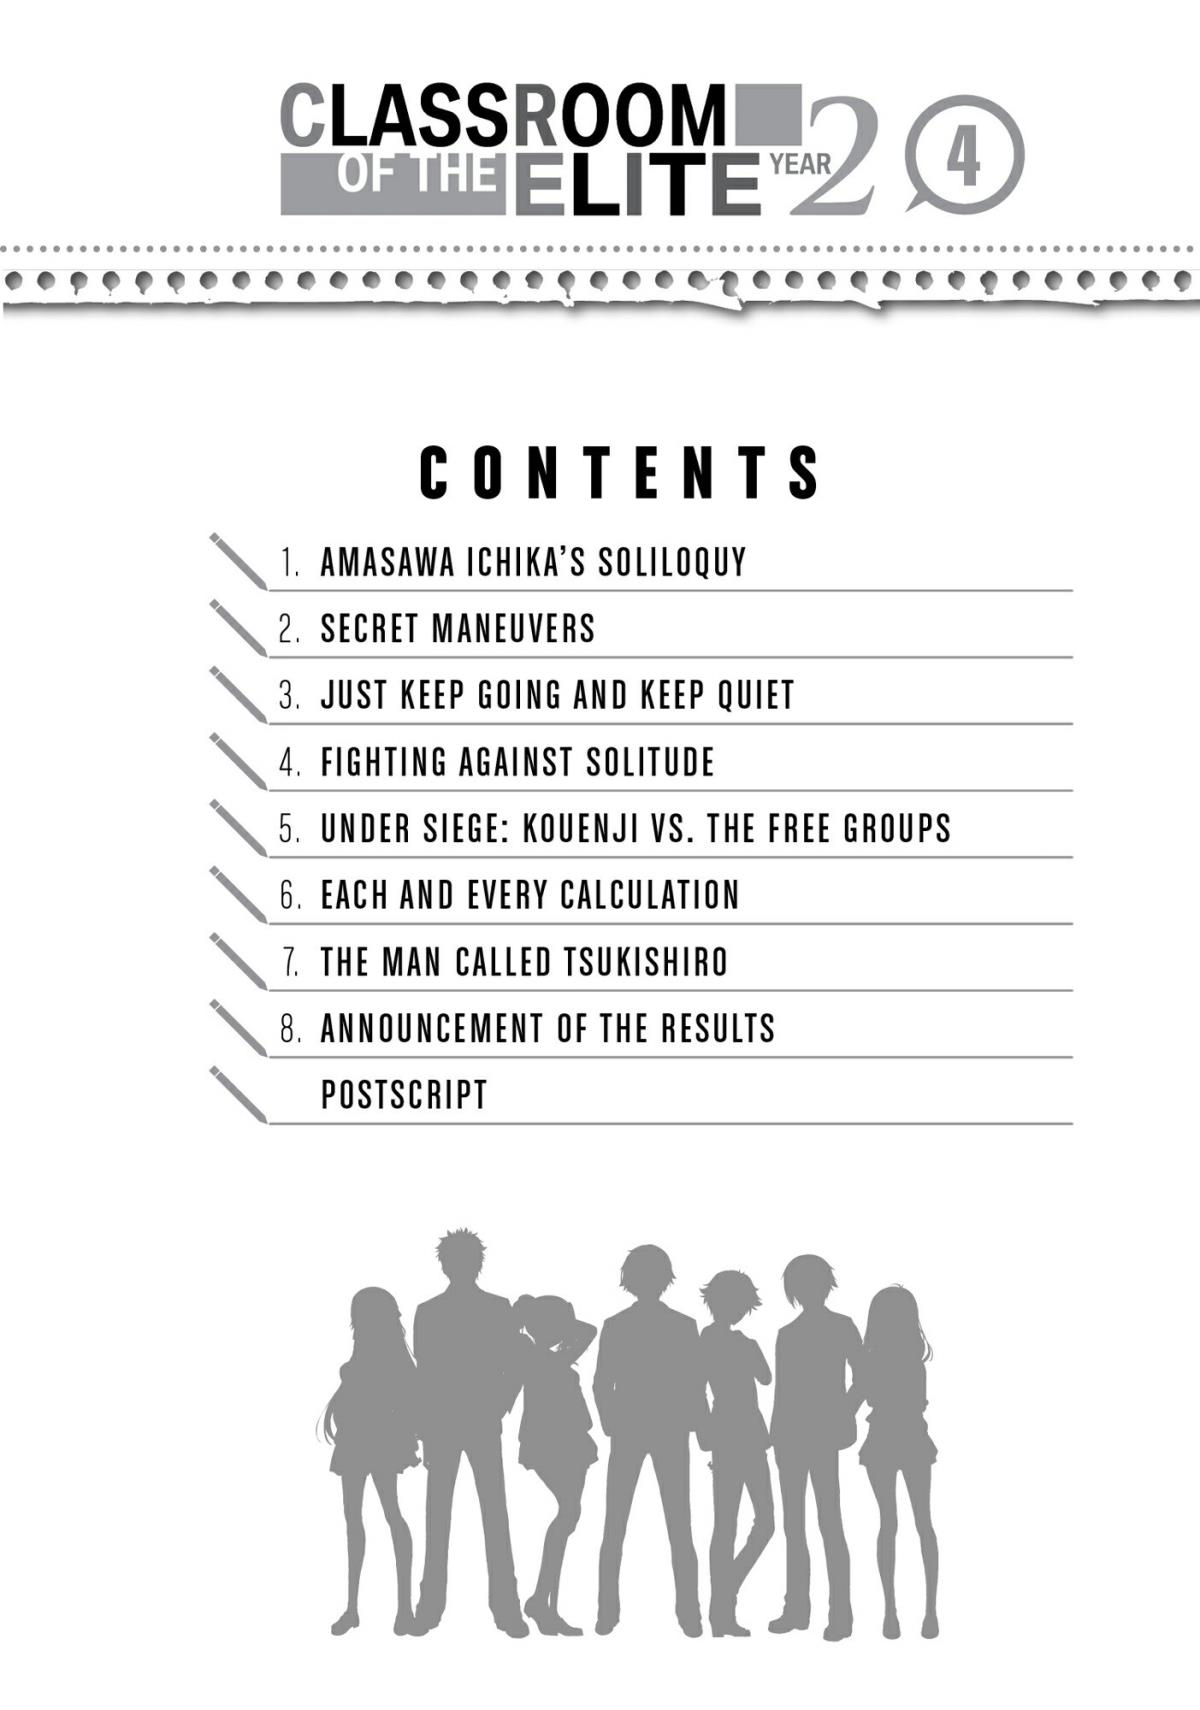 CLASSROOM
OF THE ELITE YEAR 2 4
CONTENTS
1. AMASAWA ICHIKA’S SOLILOQUY
2. SECRET MANEUVERS
3. JUST KEEP GOING AND KEEP QUIET
4. FIGHTING AGAINST SOLITUDE
5. UNDER SIEGE: KOUENJI VS. THE FREE GROUPS
6. EACH AND EVERY CALCULATION
7. THE MAN CALLED TSUKISHIRO
8. ANNOUNCEMENT OF THE RESULTS
POSTSCRIPT